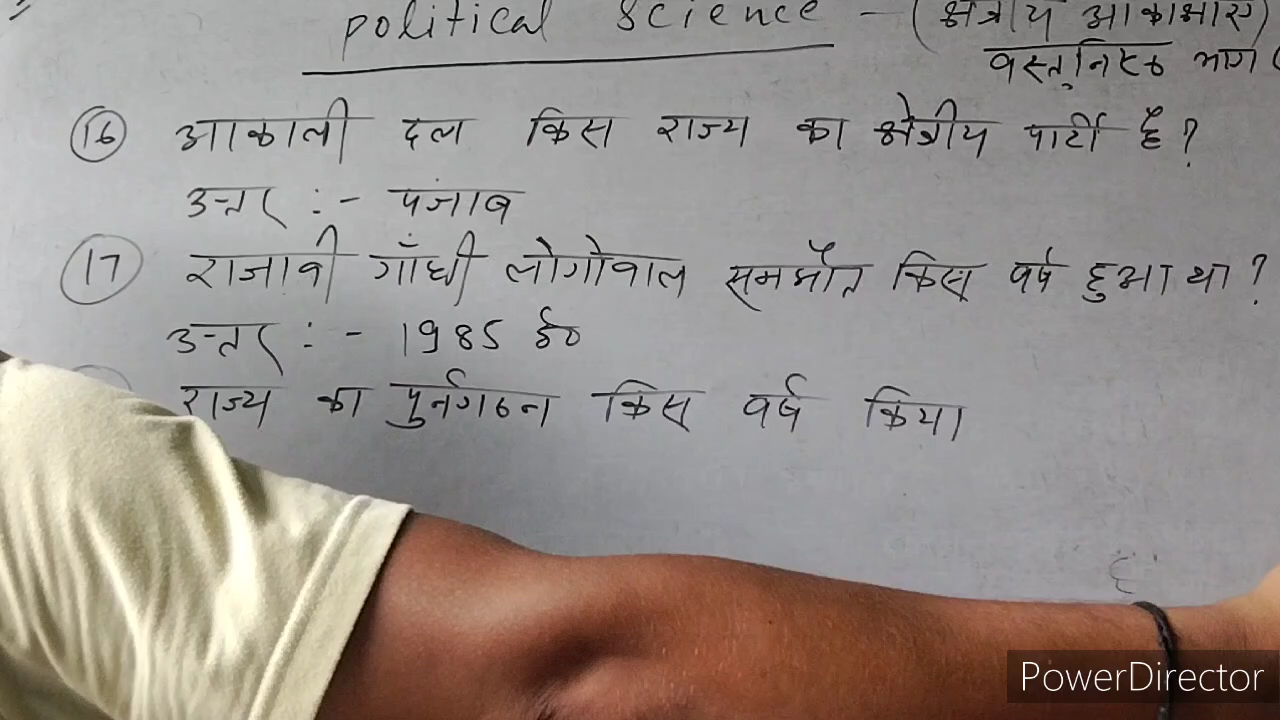 political Science - (क्षेत्रीय आकांक्षाएं)
वस्तुनिष्ठ भाग (
16 आकाली दल किस राज्य का क्षेत्रीय पार्टी है ?
उत्तर :- पंजाब
17 राजावी गाँधी लोगोवाल समझौत किस वर्ष हुआ था ?
उत्तर :- 1985 ई०
राज्य का पुर्नगठन किस वर्ष किया
PowerDirector